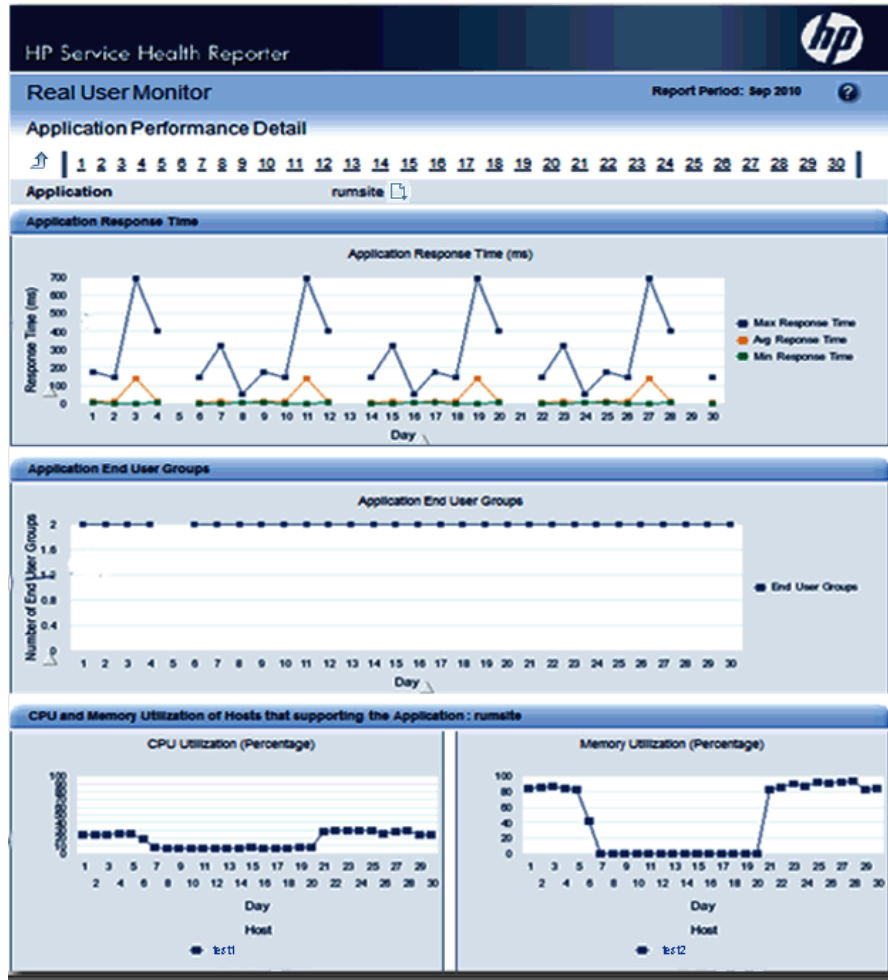 hp
HP Service Health Reporter
Real User Monitor
Report Period: Sep 2010
?
Application Performance Detail
1 2 3 4 5 6 7 8 9 10 11 12 13 14 15 16 17 18 19 20 21 22 23 24 25 26 27 28 29 30
Application rumsite
Application Response Time
Application Response Time (ms)
Response Time (ms)
700
600
500
400
300
200
100
0
1 2 3 4 5 6 7 8 9 10 11 12 13 14 15 16 17 18 19 20 21 22 23 24 25 26 27 28 29 30
Day
Max Response Time
Avg Reponse Time
Min Response Time
Application End User Groups
Application End User Groups
Number of End User Groups
2
1.6
1.2
0.8
0.4
0
1 2 3 4 5 6 7 8 9 10 11 12 13 14 15 16 17 18 19 20 21 22 23 24 25 26 27 28 29 30
Day
End User Groups
CPU and Memory Utilization of Hosts that supporting the Application : rumsite
CPU Utilization (Percentage)
100
0
1 3 5 7 9 11 13 15 17 19 21 23 25 27 29
2 4 6 8 10 12 14 16 18 20 22 24 26 28 30
Day
Host
test1
Memory Utilization (Percentage)
100
80
60
40
20
0
1 3 5 7 9 11 13 15 17 19 21 23 25 27 29
2 4 6 8 10 12 14 16 18 20 22 24 26 28 30
Day
Host
test2